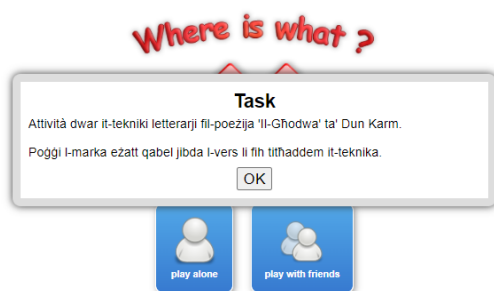 Where is what ?
Task
Attività dwar it-tekniki letterarji fil-poeżija 'Il-Għodwa' ta' Dun Karm.
Poġġi l-marka eżatt qabel jibda l-vers li fih titħaddem it-teknika.
OK
play alone
play with friends